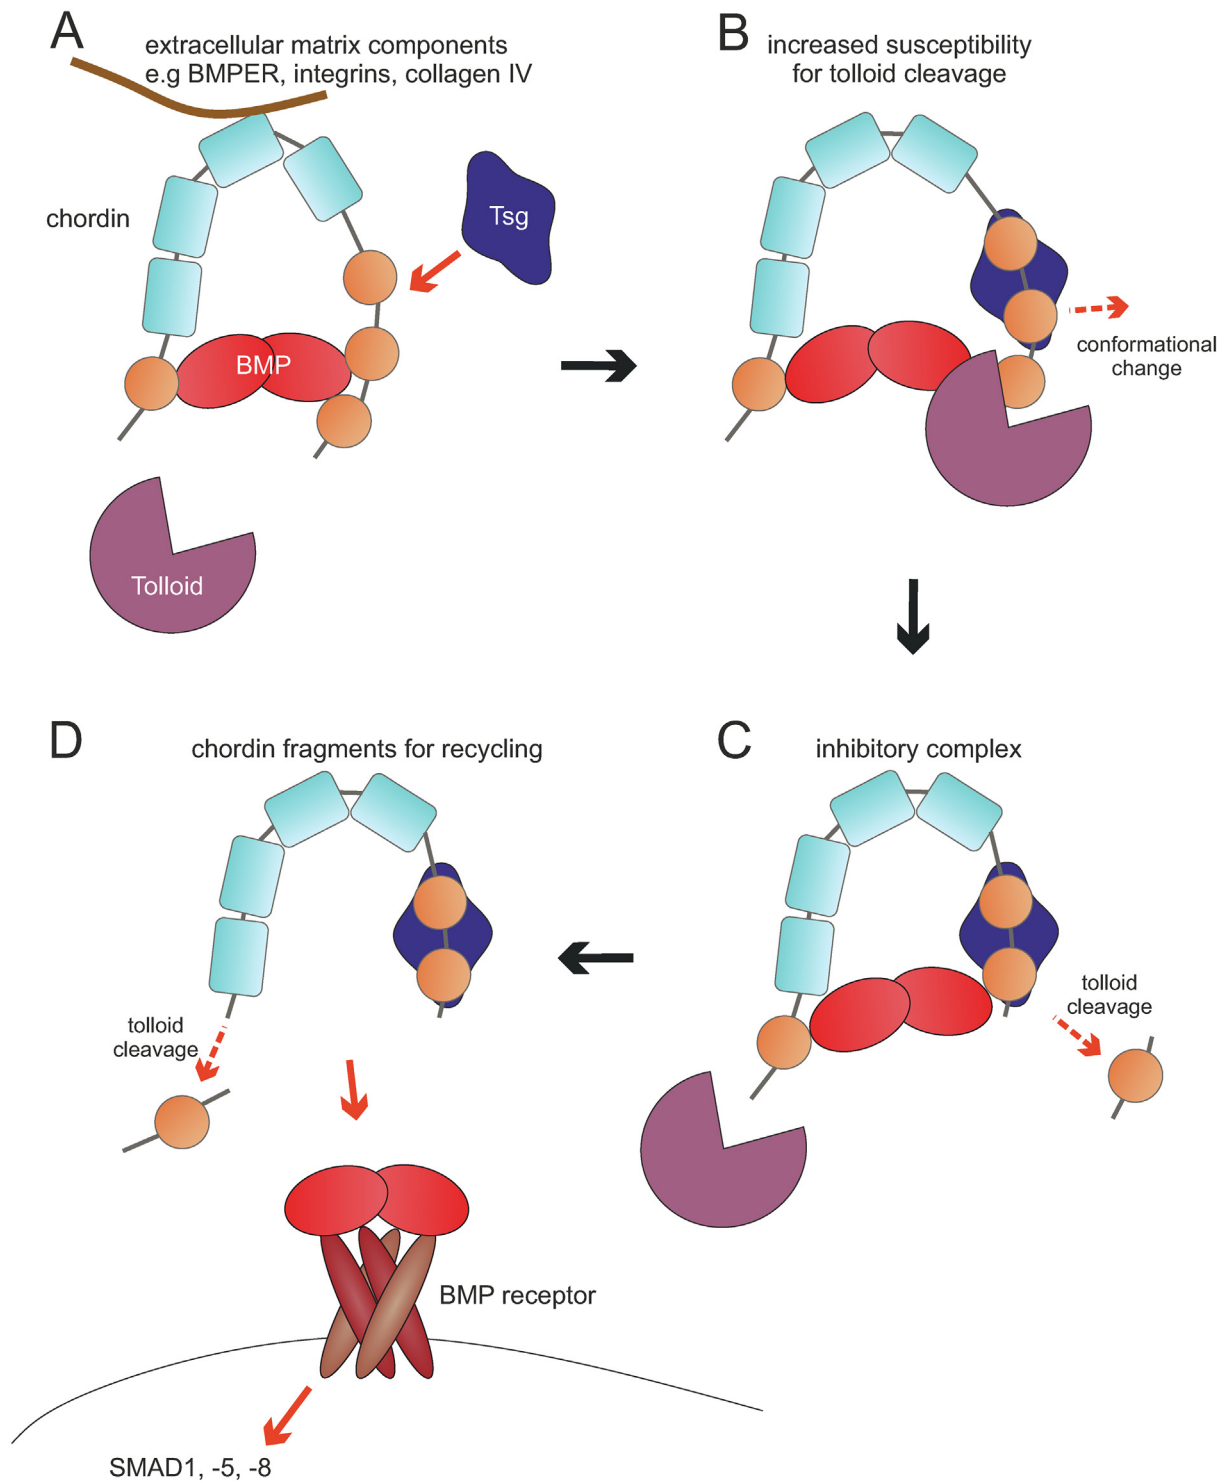 A
extracellular matrix components
e.g BMPER, integrins, collagen IV
chordin
Tsg
BMP
Tolloid
B
increased susceptibility
for tolloid cleavage
conformational
change
D
chordin fragments for recycling
tolloid
cleavage
BMP receptor
SMAD1, -5, -8
C
inhibitory complex
tolloid
cleavage